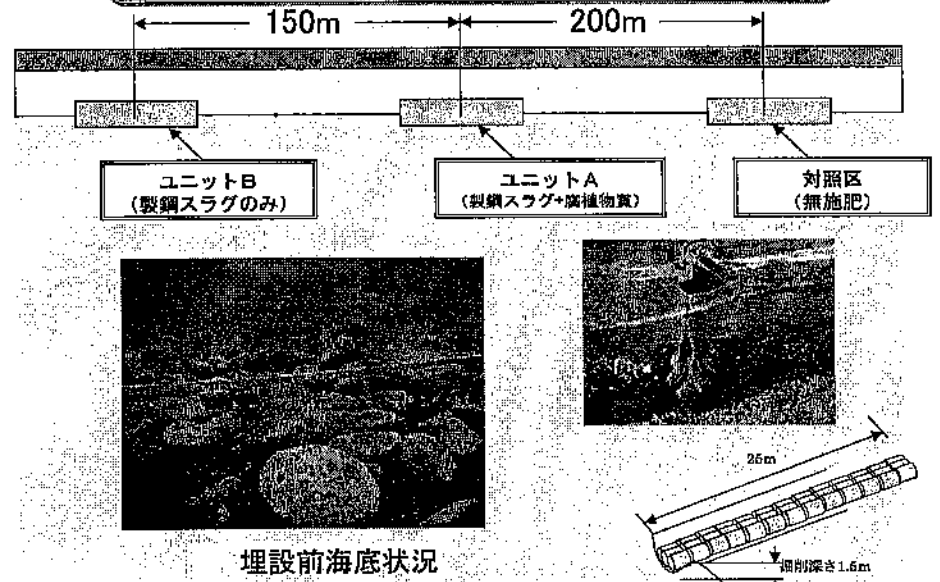 150m
200m
ユニットB
(製鋼スラグのみ)
ユニットA
(製鋼スラグ+腐植物質)
対照区
(無施肥)
埋設前海底状況
25m
掘削深さ1.5m